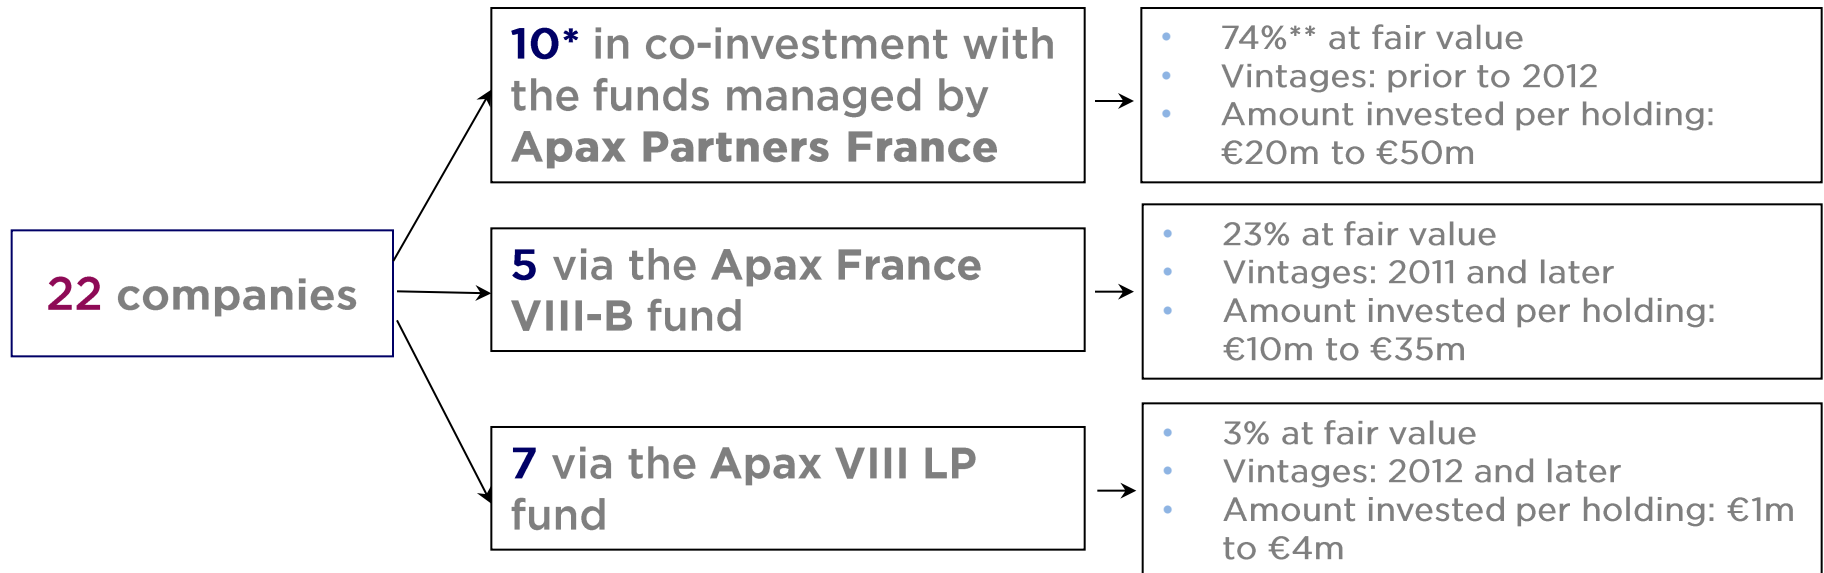 22 companies
10* in co-investment with
the funds managed by
Apax Partners France
• 74%** at fair value
• Vintages: prior to 2012
• Amount invested per holding:
€20m to €50m
5 via the Apax France
VIII-B fund
• 23% at fair value
• Vintages: 2011 and later
• Amount invested per holding:
€10m to €35m
7 via the Apax VIII LP
fund
• 3% at fair value
• Vintages: 2012 and later
• Amount invested per holding: €1m
to €4m